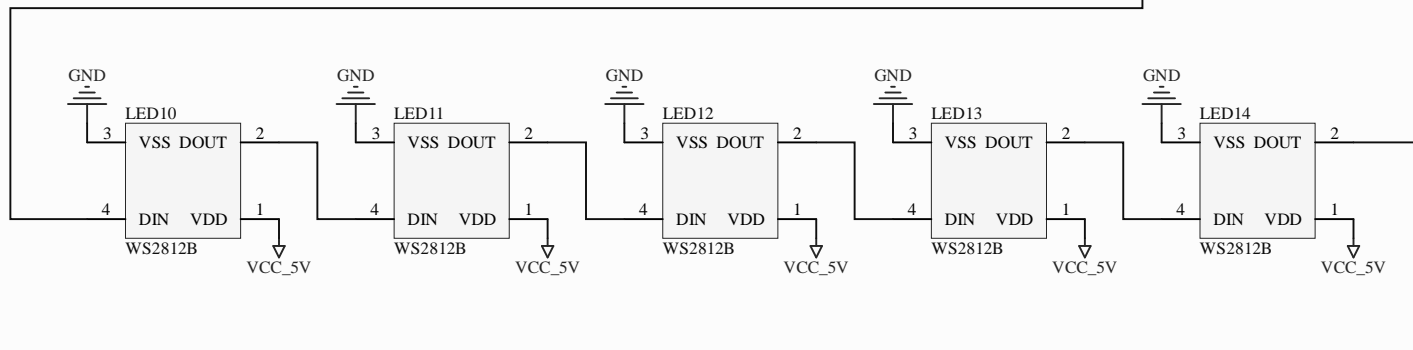 GND GND GND GND GND
LED10 LED11 LED12 LED13 LED14
3 VSS DOUT 2 3 VSS DOUT 2 3 VSS DOUT 2 3 VSS DOUT 2 3 VSS DOUT 2
4 DIN VDD 1 4 DIN VDD 1 4 DIN VDD 1 4 DIN VDD 1 4 DIN VDD 1
WS2812B WS2812B WS2812B WS2812B WS2812B
VCC_5V VCC_5V VCC_5V VCC_5V VCC_5V